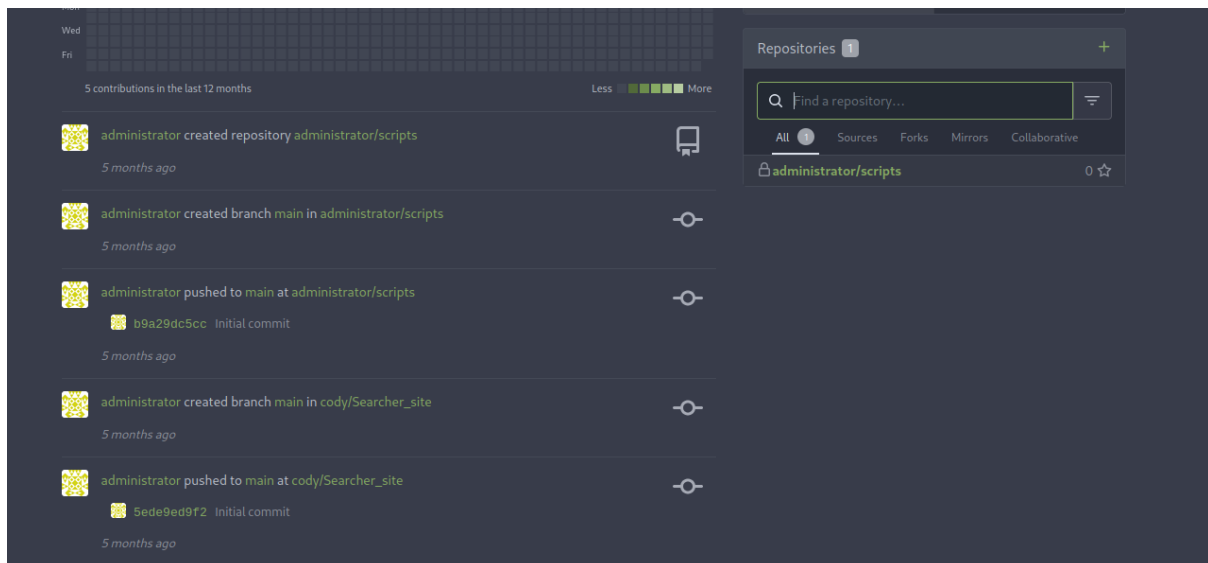 Mon
Wed
Fri
5 contributions in the last 12 months
Less
More
administrator created repository administrator/scripts
5 months ago
administrator created branch main in administrator/scripts
5 months ago
administrator pushed to main at administrator/scripts
b9a29dc5cc Initial commit
5 months ago
administrator created branch main in cody/Searcher_site
5 months ago
administrator pushed to main at cody/Searcher_site
5ede9ed9f2 Initial commit
5 months ago
Repositories 1
+
Find a repository...
All 1 Sources Forks Mirrors Collaborative
administrator/scripts 0